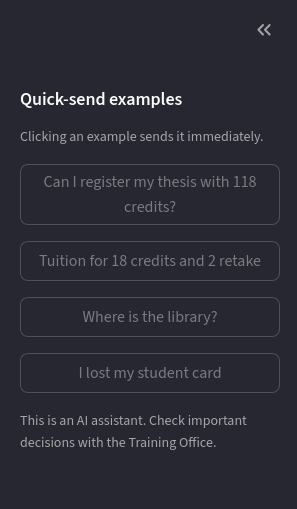 Quick-send examples
Clicking an example sends it immediately.
Can I register my thesis with 118
credits?
Tuition for 18 credits and 2 retake
Where is the library?
I lost my student card
This is an AI assistant. Check important
decisions with the Training Office.